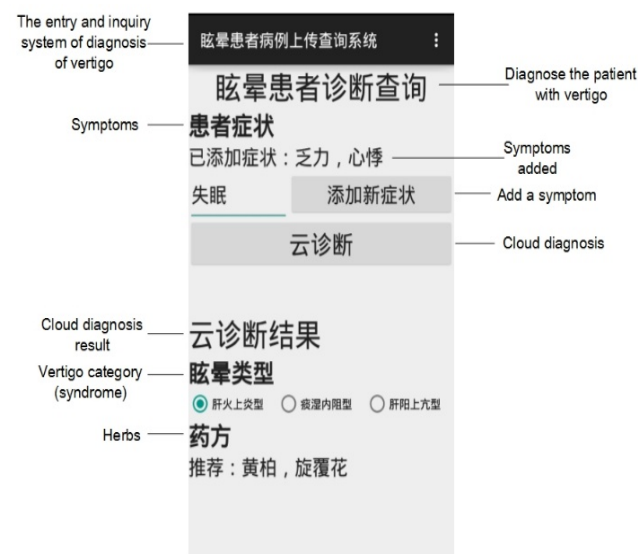 The entry and inquiry
system of diagnosis
of vertigo
眩晕患者病例上传查询系统
眩晕患者诊断查询
Diagnose the patient
with vertigo
Symptoms
患者症状
已添加症状：乏力，心悸
Symptoms
added
失眠
添加新症状
Add a symptom
云诊断
Cloud diagnosis
Cloud diagnosis
result
云诊断结果
Vertigo category
(syndrome)
眩晕类型
肝火上炎型 痰湿内阻型 肝阳上亢型
Herbs
药方
推荐：黄柏，旋覆花